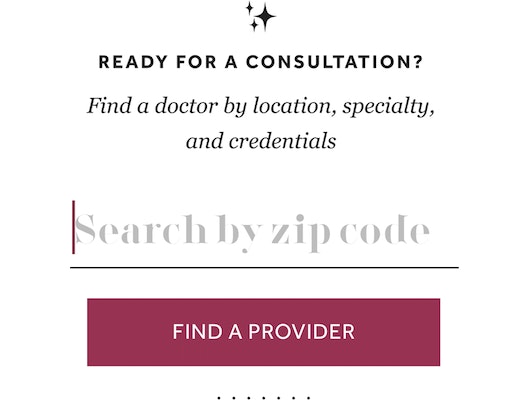 READY FOR A CONSULTATION?
Find a doctor by location, specialty,
and credentials
Search by zip code
FIND A PROVIDER